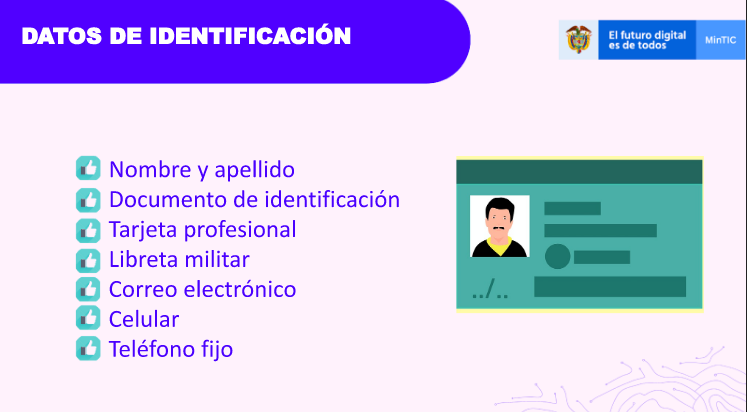 DATOS DE IDENTIFICACIÓN
El futuro digital
es de todos
MinTIC
Nombre y apellido
Documento de identificación
Tarjeta profesional
Libreta militar
Correo electrónico
Celular
Teléfono fijo
../..